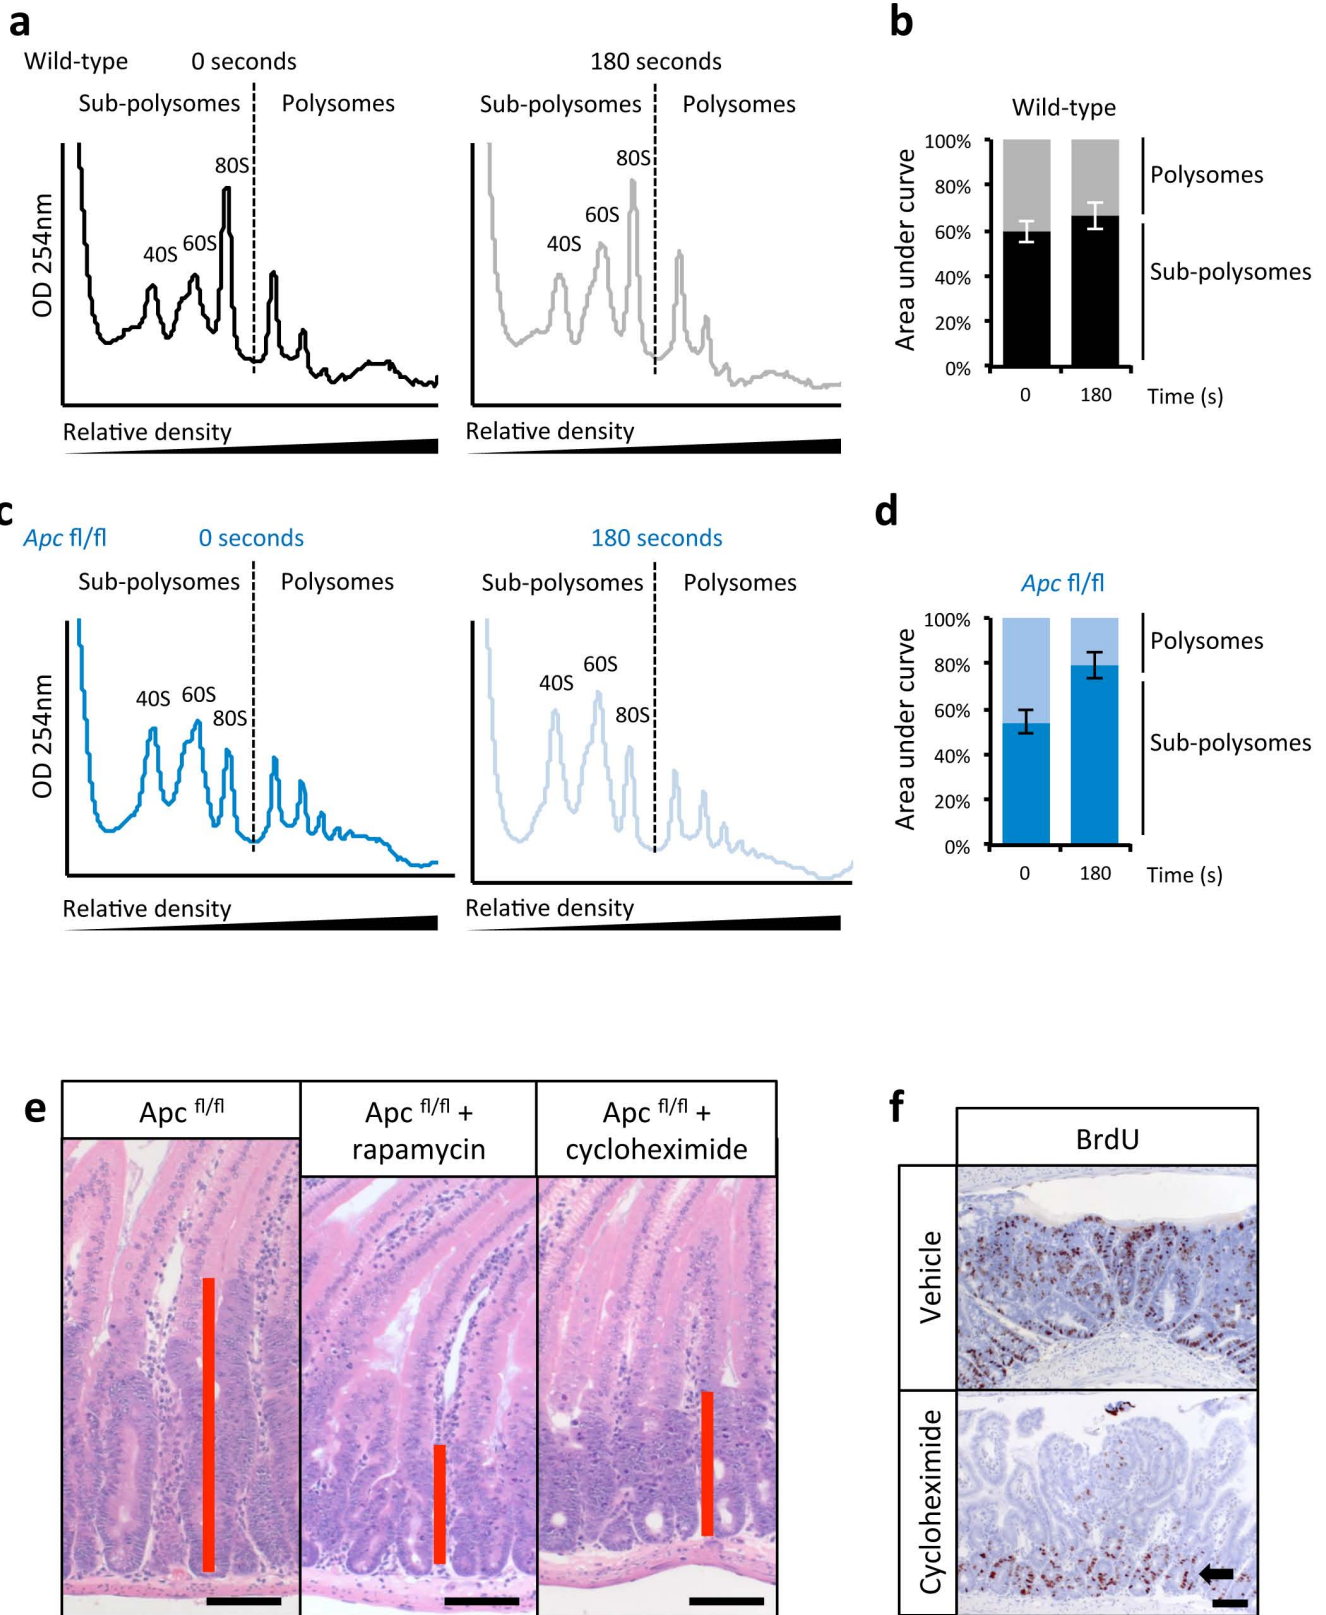 a
Wild-type
0 seconds
180 seconds
Sub-polysomes
Polysomes
Sub-polysomes
Polysomes
OD 254nm
40S
60S
80S
40S
60S
80S
Relative density
Relative density
b
Wild-type
Area under curve
100%
80%
60%
40%
20%
0%
Polysomes
Sub-polysomes
0
180
Time (s)
c
Apc fl/fl
0 seconds
180 seconds
Sub-polysomes
Polysomes
Sub-polysomes
Polysomes
OD 254nm
40S
60S
80S
40S
60S
80S
Relative density
Relative density
d
Apc fl/fl
Area under curve
100%
80%
60%
40%
20%
0%
Polysomes
Sub-polysomes
0
180
Time (s)
e
Apc fl/fl
Apc fl/fl +
rapamycin
Apc fl/fl +
cycloheximide
f
BrdU
Vehicle
Cycloheximide